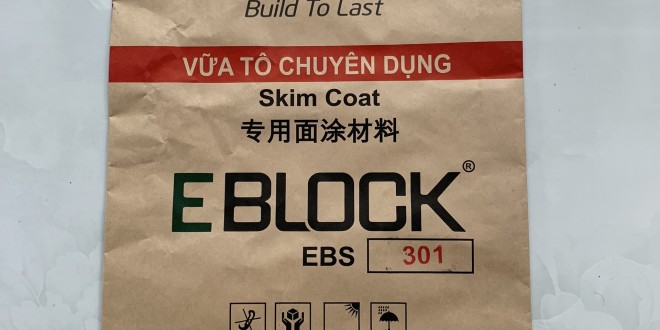 Build To Last
VỮA TÔ CHUYÊN DỤNG
Skim Coat
专用面涂材料
EBLOCK®
EBS 301